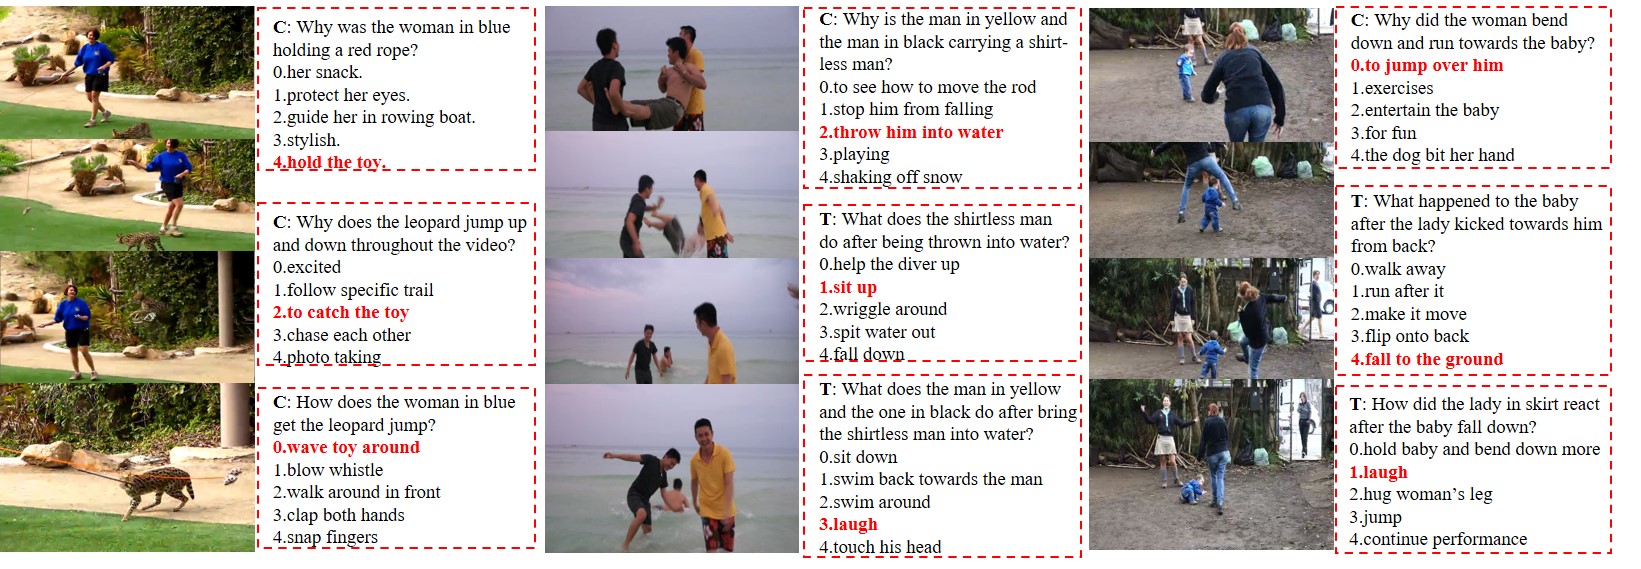 C: Why was the woman in blue
holding a red rope?
0.her snack.
1.protect her eyes.
2.guide her in rowing boat.
3.stylish.
4.hold the toy.
C: Why does the leopard jump up
and down throughout the video?
0.excited
1.follow specific trail
2.to catch the toy
3.chase each other
4.photo taking
C: How does the woman in blue
get the leopard jump?
0.wave toy around
1.blow whistle
2.walk around in front
3.clap both hands
4.snap fingers
C: Why is the man in yellow and
the man in black carrying a shirt-
less man?
0.to see how to move the rod
1.stop him from falling
2.throw him into water
3.playing
4.shaking off snow
T: What does the shirtless man
do after being thrown into water?
0.help the diver up
1.sit up
2.wriggle around
3.spit water out
4.fall down
T: What does the man in yellow
and the one in black do after bring
the shirtless man into water?
0.sit down
1.swim back towards the man
2.swim around
3.laugh
4.touch his head
C: Why did the woman bend
down and run towards the baby?
0.to jump over him
1.exercises
2.entertain the baby
3.for fun
4.the dog bit her hand
T: What happened to the baby
after the lady kicked towards him
from back?
0.walk away
1.run after it
2.make it move
3.flip onto back
4.fall to the ground
T: How did the lady in skirt react
after the baby fall down?
0.hold baby and bend down more
1.laugh
2.hug woman's leg
3.jump
4.continue performance